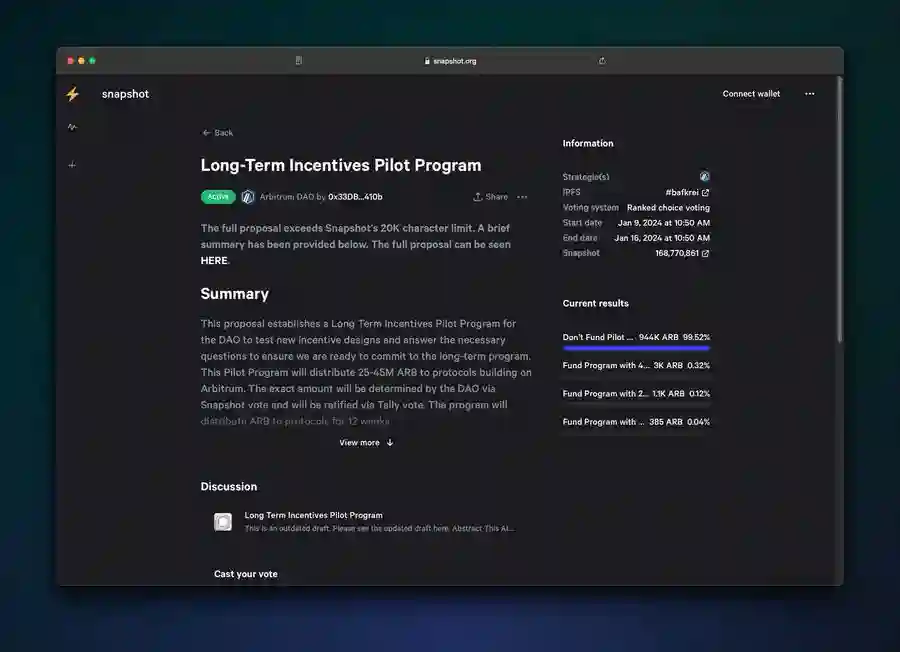 snapshot.org
snapshot
Connect wallet
Back
Long-Term Incentives Pilot Program
Active
Arbitrum DAO by 0x33DB...410b
Share
The full proposal exceeds Snapshot's 20K character limit. A brief
summary has been provided below. The full proposal can be seen
HERE.
Summary
This proposal establishes a Long Term Incentives Pilot Program for
the DAO to test new incentive designs and answer the necessary
questions to ensure we are ready to commit to the long-term program.
This Pilot Program will distribute 25-45M ARB to protocols building on
Arbitrum. The exact amount will be determined by the DAO via
Snapshot vote and will be ratified via Tally vote. The program will
distribute ARB to protocols for 12 weeks
View more
Discussion
Long Term Incentives Pilot Program
This is an outdated draft. Please see the updated draft here. Abstract This Ai...
Cast your vote
Information
Strategie(s)
IPFS #bafkrei
Voting system Ranked choice voting
Start date Jan 9, 2024 at 10:50 AM
End date Jan 16, 2024 at 10:50 AM
Snapshot 168,770,861
Current results
Don't Fund Pilot ... 944K ARB 99.52%
Fund Program with 4... 3K ARB 0.32%
Fund Program with 2... 1.1K ARB 0.12%
Fund Program with ... 385 ARB 0.04%